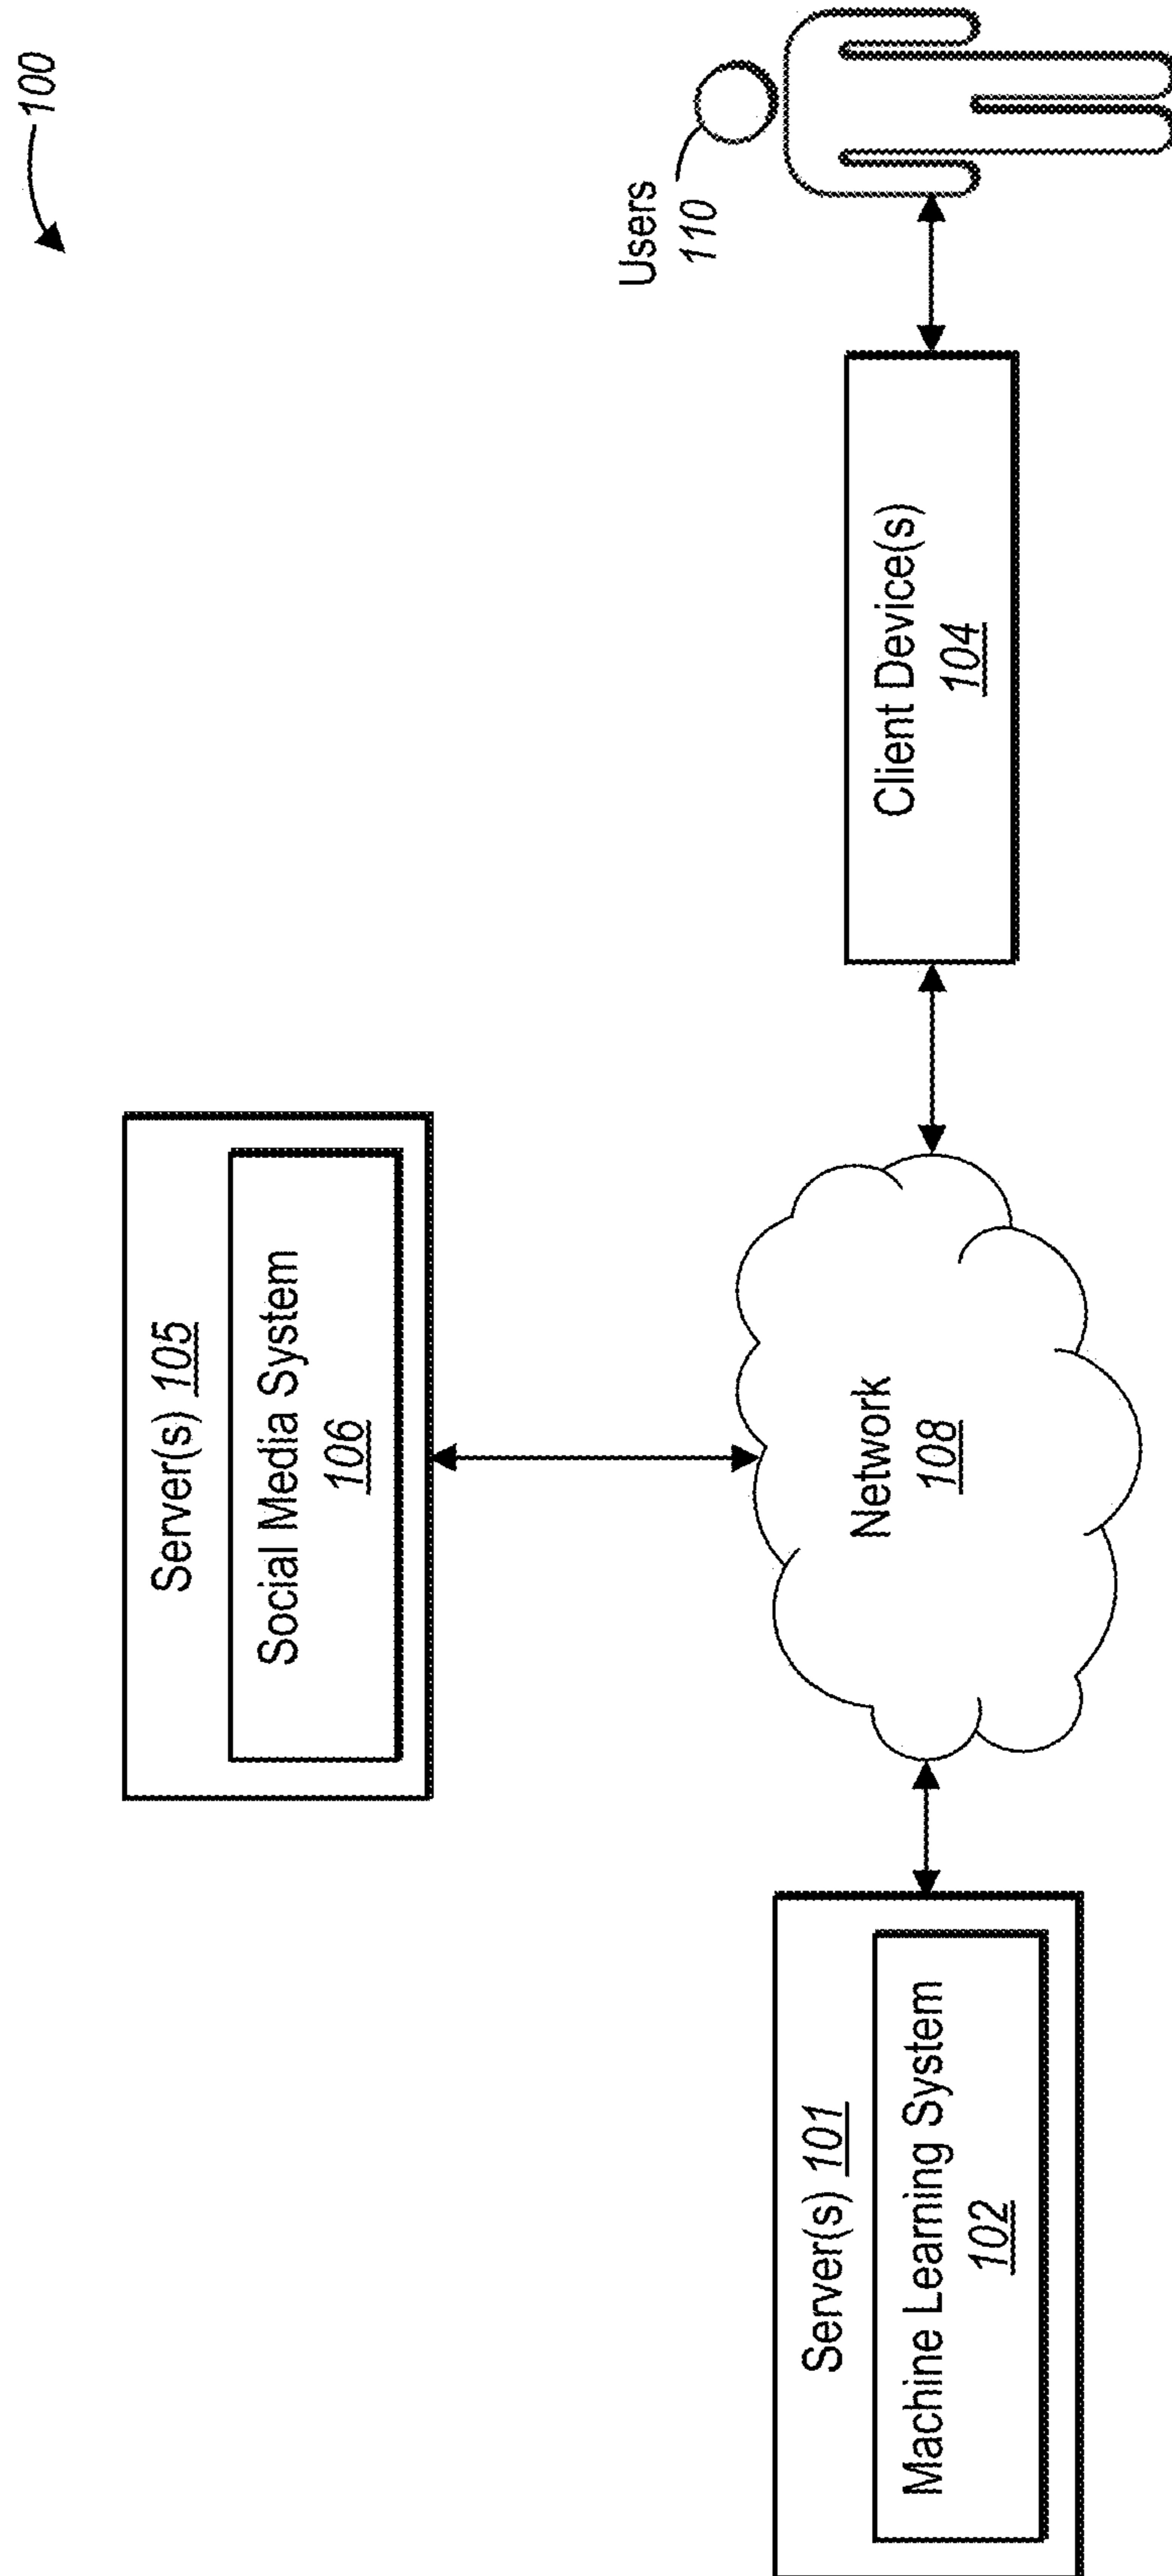 100
Server(s) 105
Social Media System
106
Users
110
Server(s) 101
Machine Learning System
102
Network
108
Client Device(s)
104